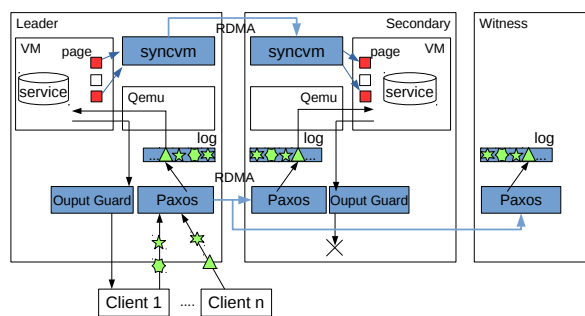 Leader
Secondary
Witness
VM
page
syncvm
RDMA
syncvm
page
VM
service
Qemu
Qemu
service
log
...
log
...
log
...
RDMA
Ouput Guard
Paxos
Paxos
Ouput Guard
Paxos
Client 1
....
Client n